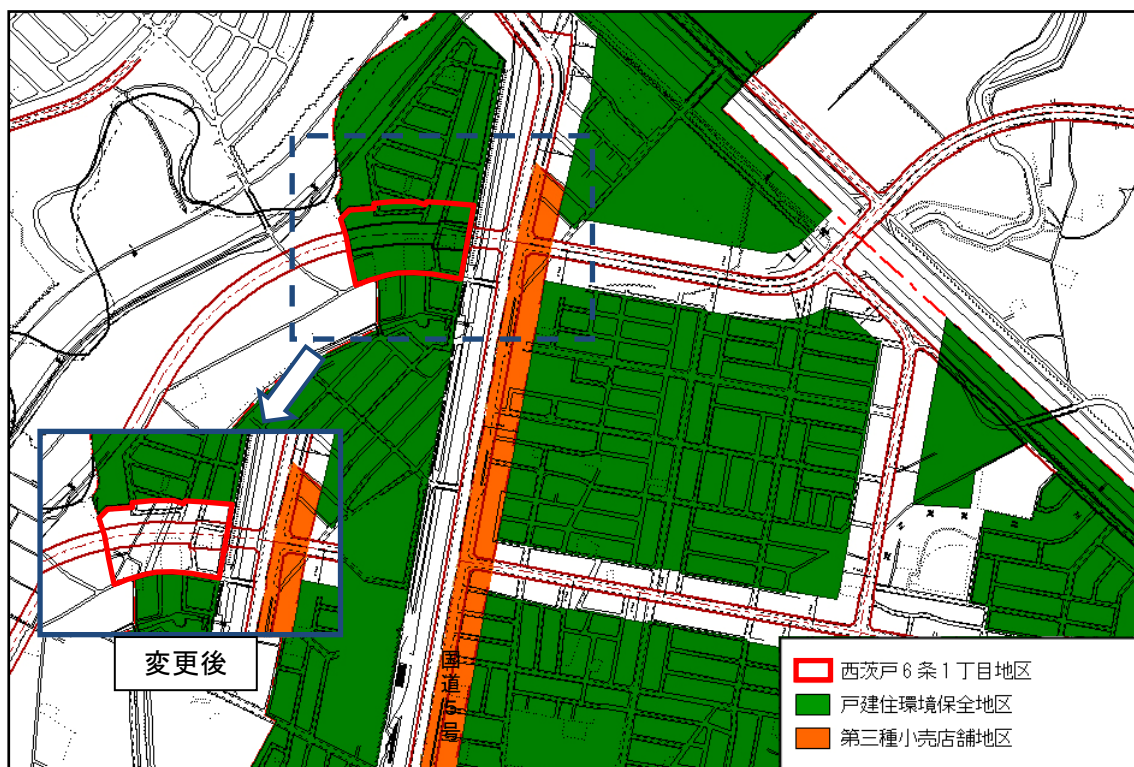 変更後
国道５号
西茨戸６条１丁目地区
戸建住環境保全地区
第三種小売店舗地区